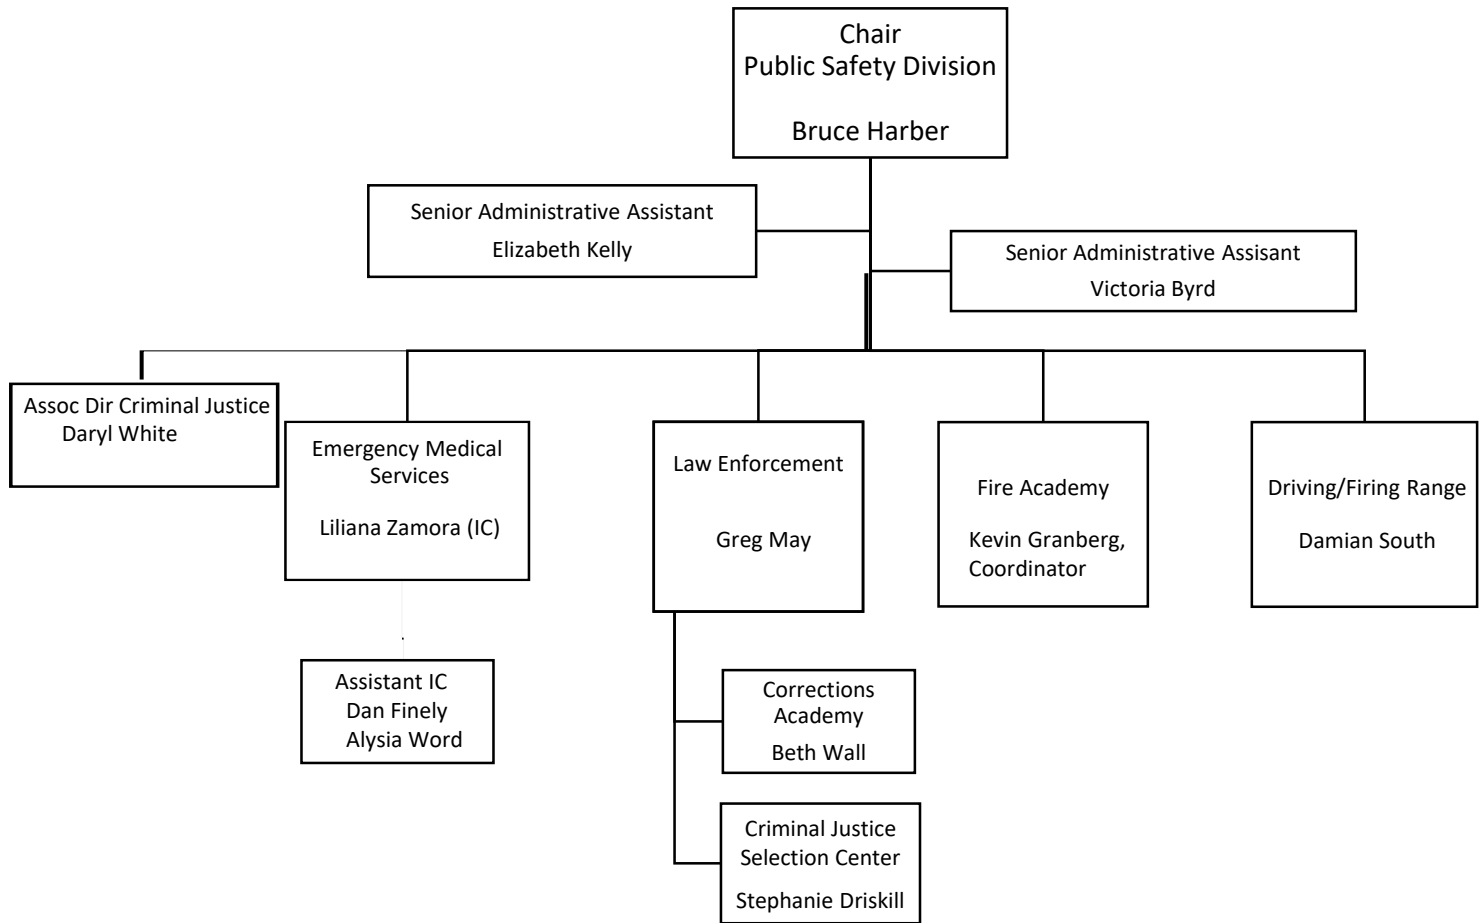 Chair
Public Safety Division
Bruce Harber
Senior Administrative Assistant
Elizabeth Kelly
Senior Administrative Assisant
Victoria Byrd
Assoc Dir Criminal Justice
Daryl White
Emergency Medical
Services
Liliana Zamora (IC)
Law Enforcement
Greg May
Fire Academy
Kevin Granberg,
Coordinator
Driving/Firing Range
Damian South
Assistant IC
Dan Finely
Alysia Word
Corrections
Academy
Beth Wall
Criminal Justice
Selection Center
Stephanie Driskill